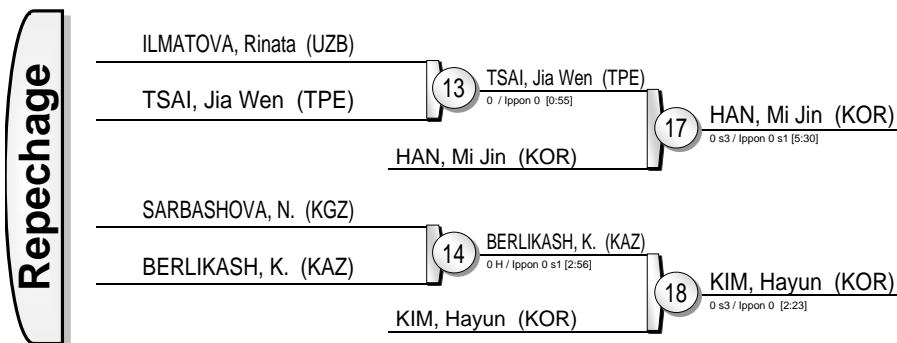 Repechage
ILMATOVA, Rinata (UZB)
TSAI, Jia Wen (TPE)
13
TSAI, Jia Wen (TPE)
0 / Ippon 0 [0:55]
HAN, Mi Jin (KOR)
17
HAN, Mi Jin (KOR)
0 s3 / Ippon 0 s1 [5:30]
SARBASHOVA, N. (KGZ)
BERLIKASH, K. (KAZ)
14
BERLIKASH, K. (KAZ)
0 H / Ippon 0 s1 [2:56]
KIM, Hayun (KOR)
18
KIM, Hayun (KOR)
0 s3 / Ippon 0 [2:23]